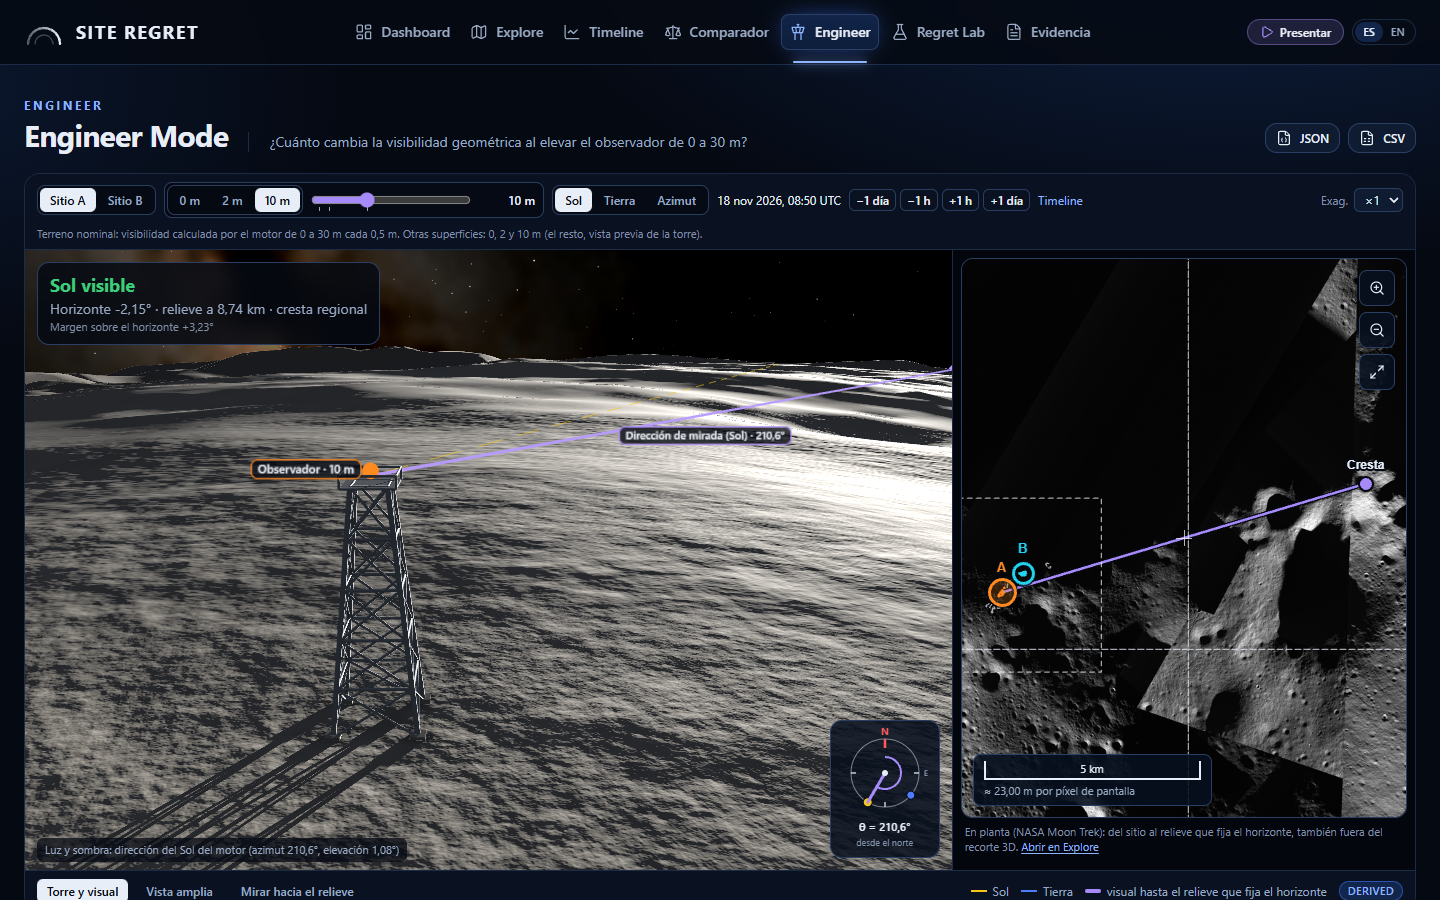 SITE REGRET
Dashboard
Explore
Timeline
Comparador
Engineer
Regret Lab
Evidencia
Presentar
ES
EN
ENGINEER
Engineer Mode
¿Cuánto cambia la visibilidad geométrica al elevar el observador de 0 a 30 m?
JSON
CSV
Sitio A
Sitio B
0 m
2 m
10 m
10 m
Sol
Tierra
Azimut
18 nov 2026, 08:50 UTC
−1 día
−1 h
+1 h
+1 día
Timeline
Exag.
×1
Terreno nominal: visibilidad calculada por el motor de 0 a 30 m cada 0,5 m. Otras superficies: 0, 2 y 10 m (el resto, vista previa de la torre).
Sol visible
Horizonte -2,15° · relieve a 8,74 km · cresta regional
Margen sobre el horizonte +3,23°
Dirección de mirada (Sol) · 210,6°
Observador · 10 m
N
E
θ = 210,6°
desde el norte
Luz y sombra: dirección del Sol del motor (azimut 210,6°, elevación 1,08°)
Cresta
B
A
5 km
≈ 23,00 m por píxel de pantalla
En planta (NASA Moon Trek): del sitio al relieve que fija el horizonte, también fuera del
recorte 3D. Abrir en Explore
Torre y visual
Vista amplia
Mirar hacia el relieve
Sol
Tierra
visual hasta el relieve que fija el horizonte
DERIVED